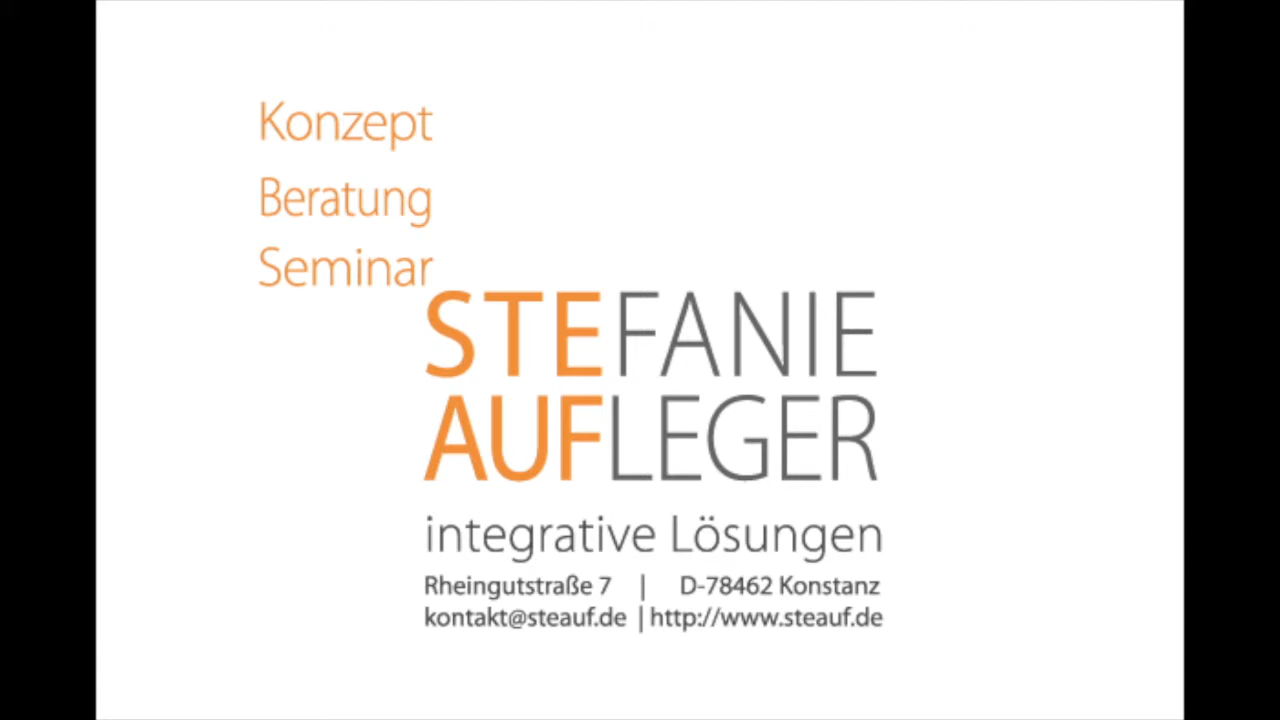 Konzept
Beratung
Seminar
STEFANIE
AUFLEGER
integrative Lösungen
Rheingutstraße 7 | D-78462 Konstanz
kontakt@steauf.de | http://www.steauf.de